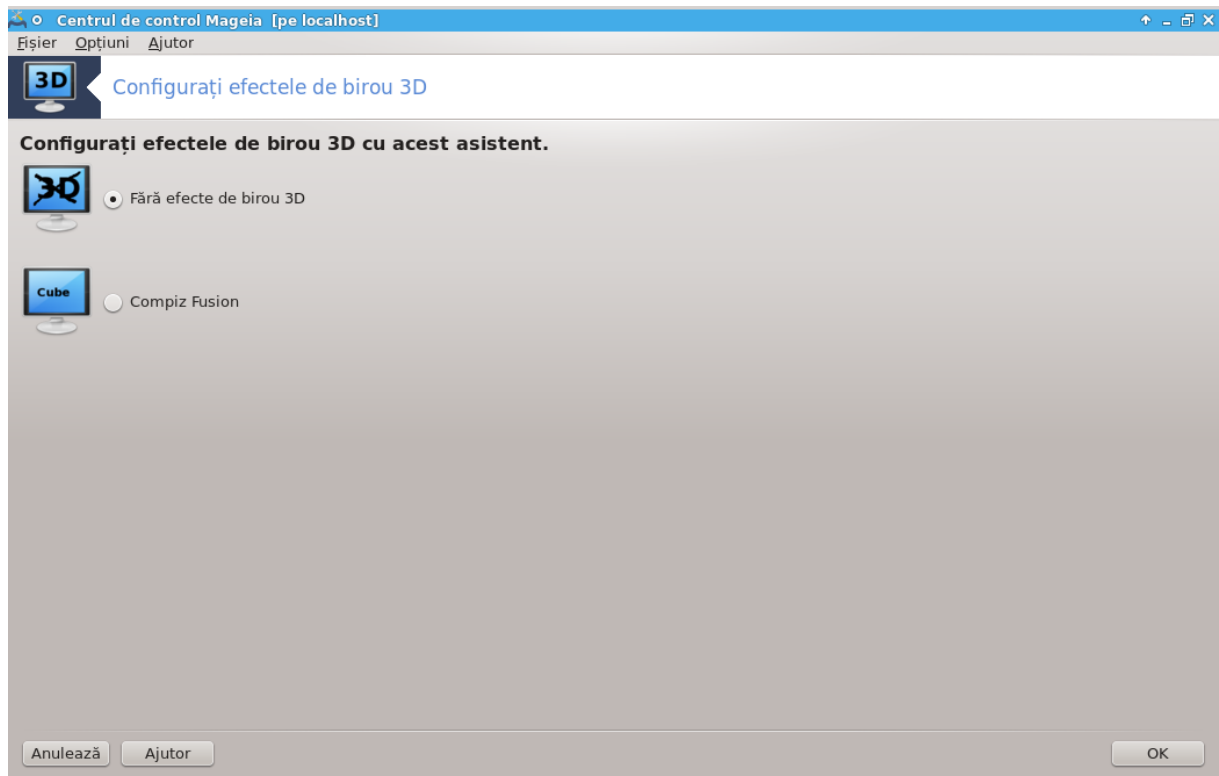 Centrul de control Mageia [pe localhost]
Fișier Opțiuni Ajutor
3D
Configurați efectele de birou 3D
Configurați efectele de birou 3D cu acest asistent.
3D
Fără efecte de birou 3D
Cube
Compiz Fusion
Anulează Ajutor OK